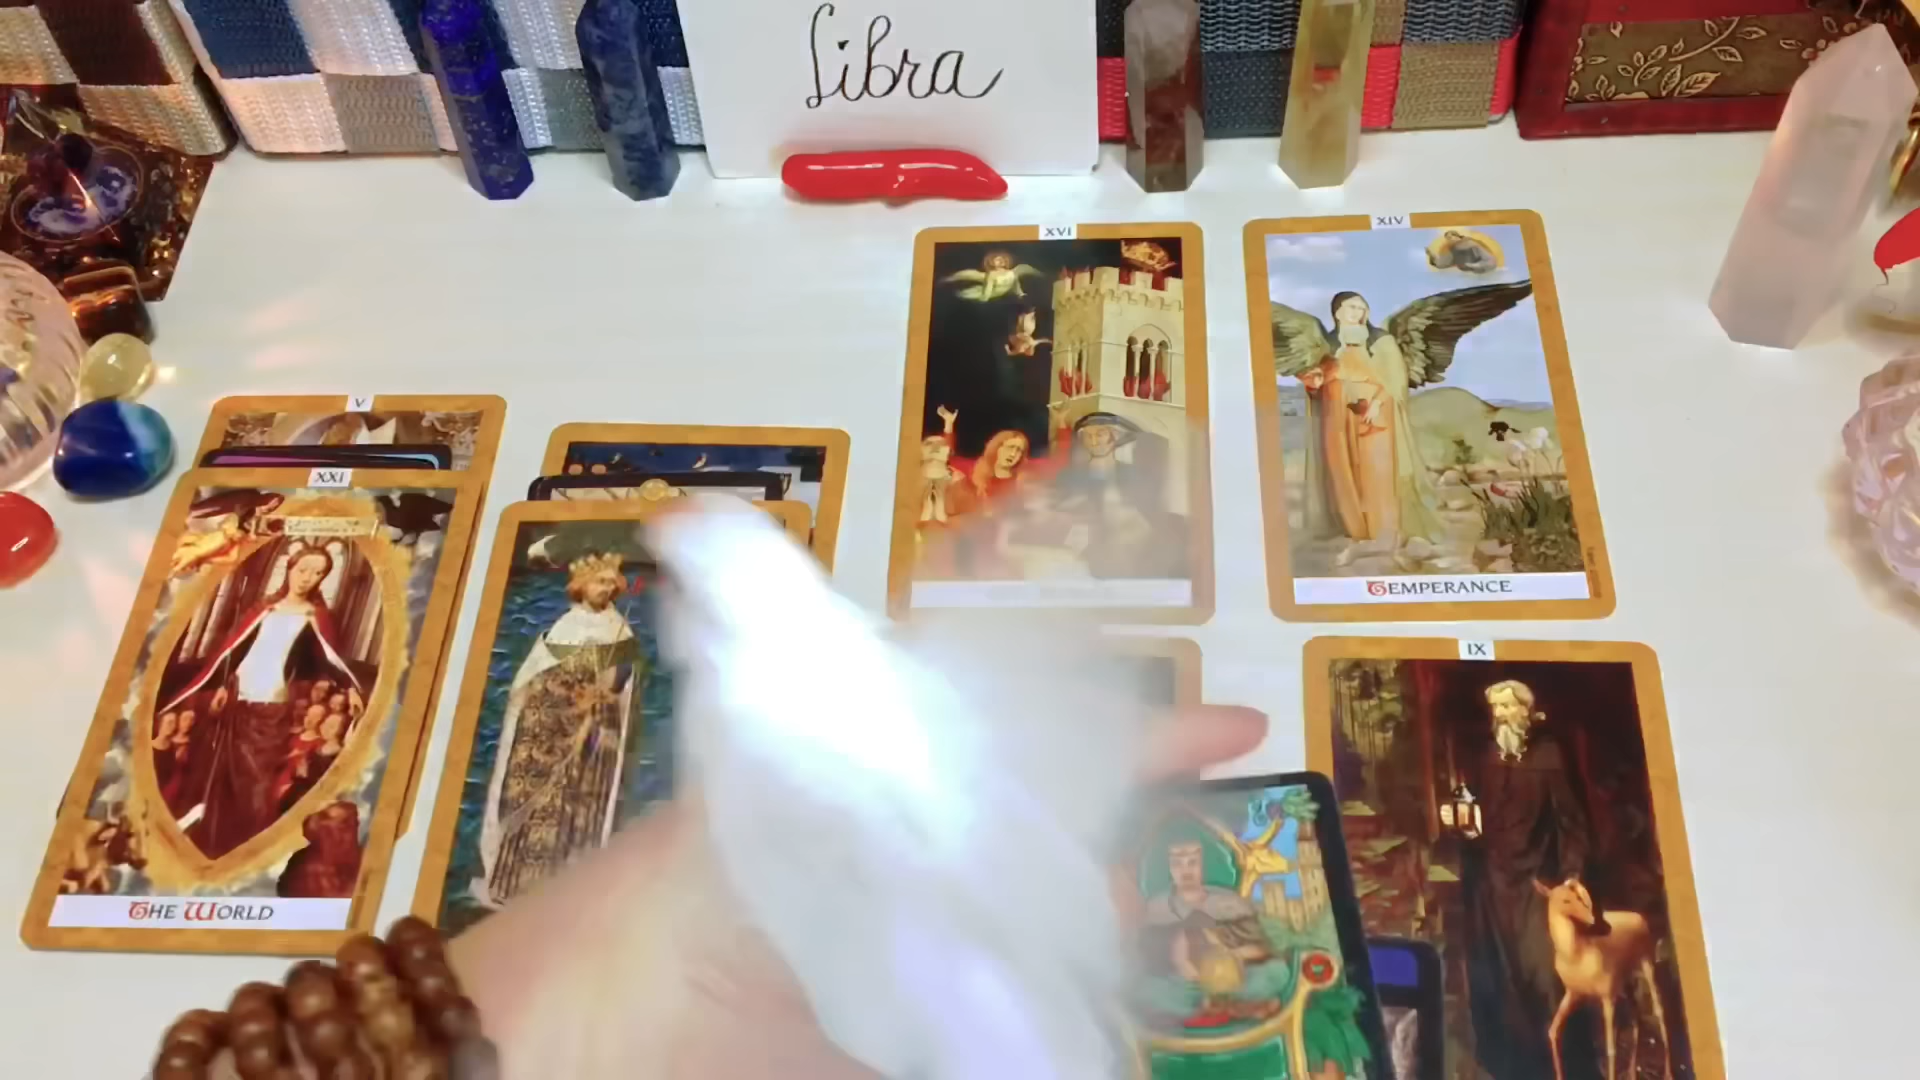 Libra
XVI
XIV
V
XXI
TEMPERANCE
IX
THE WORLD